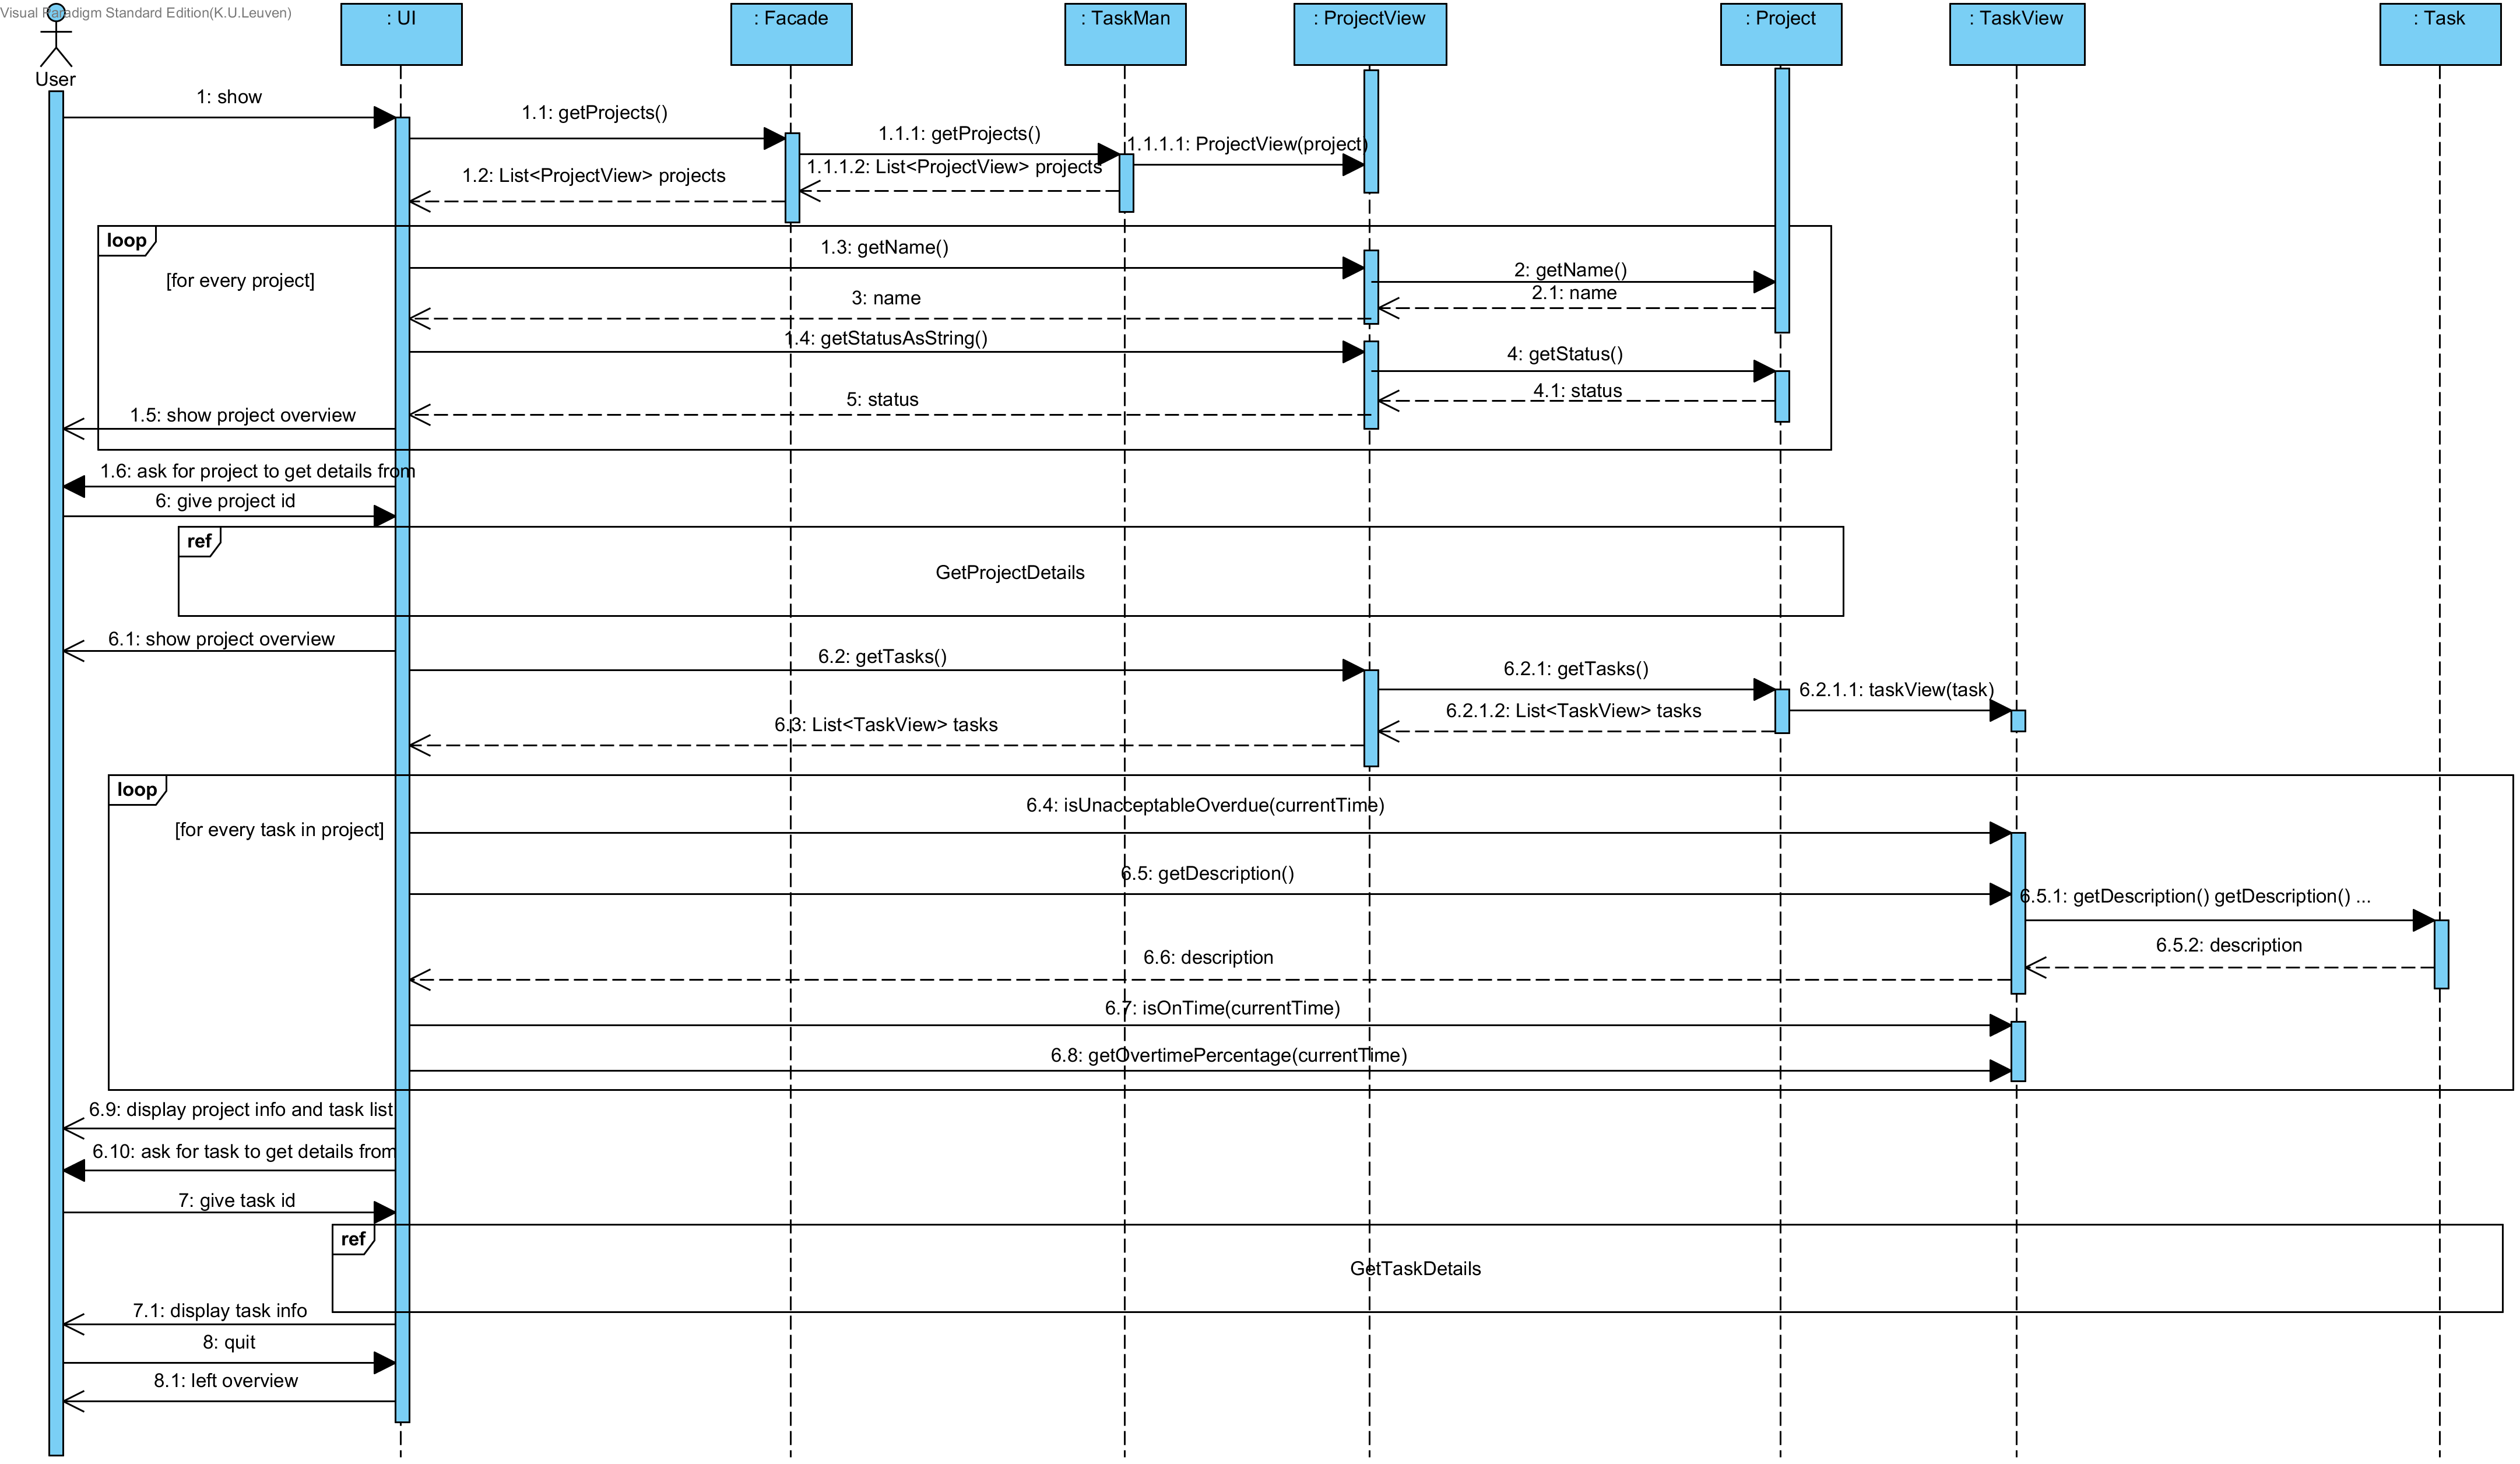 Visual Paradigm Standard Edition(K.U.Leuven)
: UI
: Facade
: TaskMan
: ProjectView
: Project
: TaskView
: Task
User
1: show
1.1: getProjects()
1.1.1: getProjects()
1.1.1.1: ProjectView(project)
1.1.1.2: List<ProjectView> projects
1.2: List<ProjectView> projects
loop
[for every project]
1.3: getName()
2: getName()
2.1: name
3: name
1.4: getStatusAsString()
4: getStatus()
4.1: status
5: status
1.5: show project overview
1.6: ask for project to get details from
6: give project id
ref
GetProjectDetails
6.1: show project overview
6.2: getTasks()
6.2.1: getTasks()
6.2.1.1: taskView(task)
6.2.1.2: List<TaskView> tasks
6.3: List<TaskView> tasks
loop
[for every task in project]
6.4: isUnacceptableOverdue(currentTime)
6.5: getDescription()
6.5.1: getDescription() getDescription() ...
6.5.2: description
6.6: description
6.7: isOnTime(currentTime)
6.8: getOvertimePercentage(currentTime)
6.9: display project info and task list
6.10: ask for task to get details from
7: give task id
ref
GetTaskDetails
7.1: display task info
8: quit
8.1: left overview